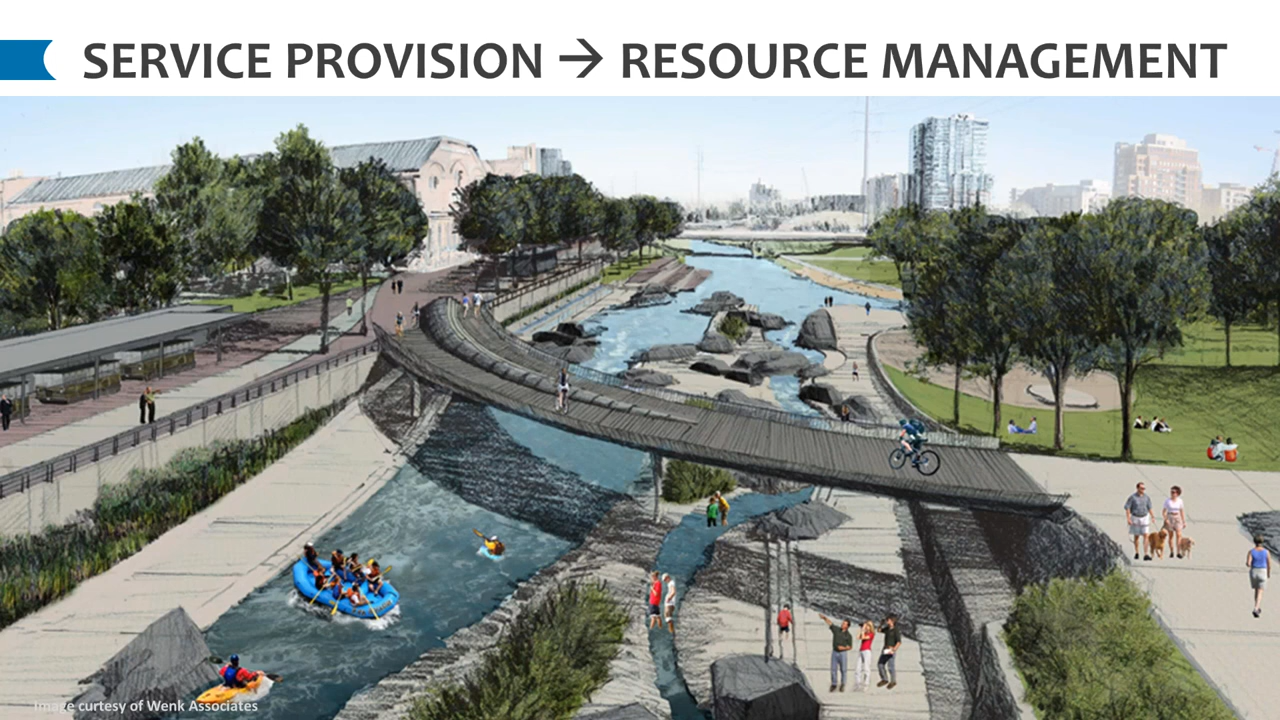 SERVICE PROVISION → RESOURCE MANAGEMENT
Image curtesy of Wenk Associates